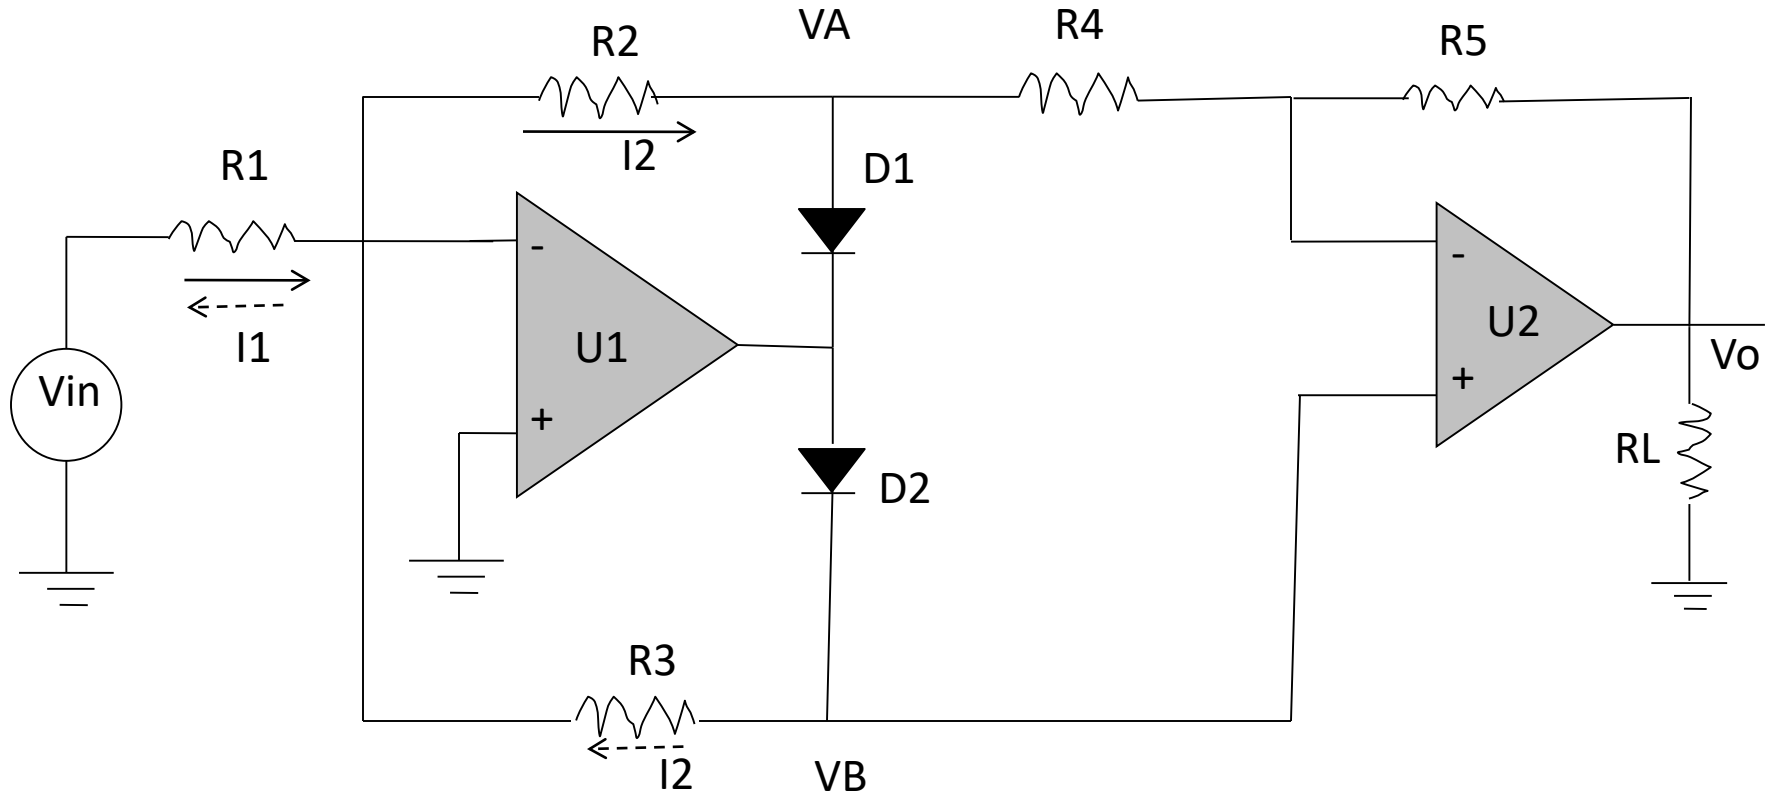 VA
R4
R5
R2
I2
R1
D1
-
-
I1
U1
U2
Vin
Vo
+
+
RL
D2
R3
I2
VB